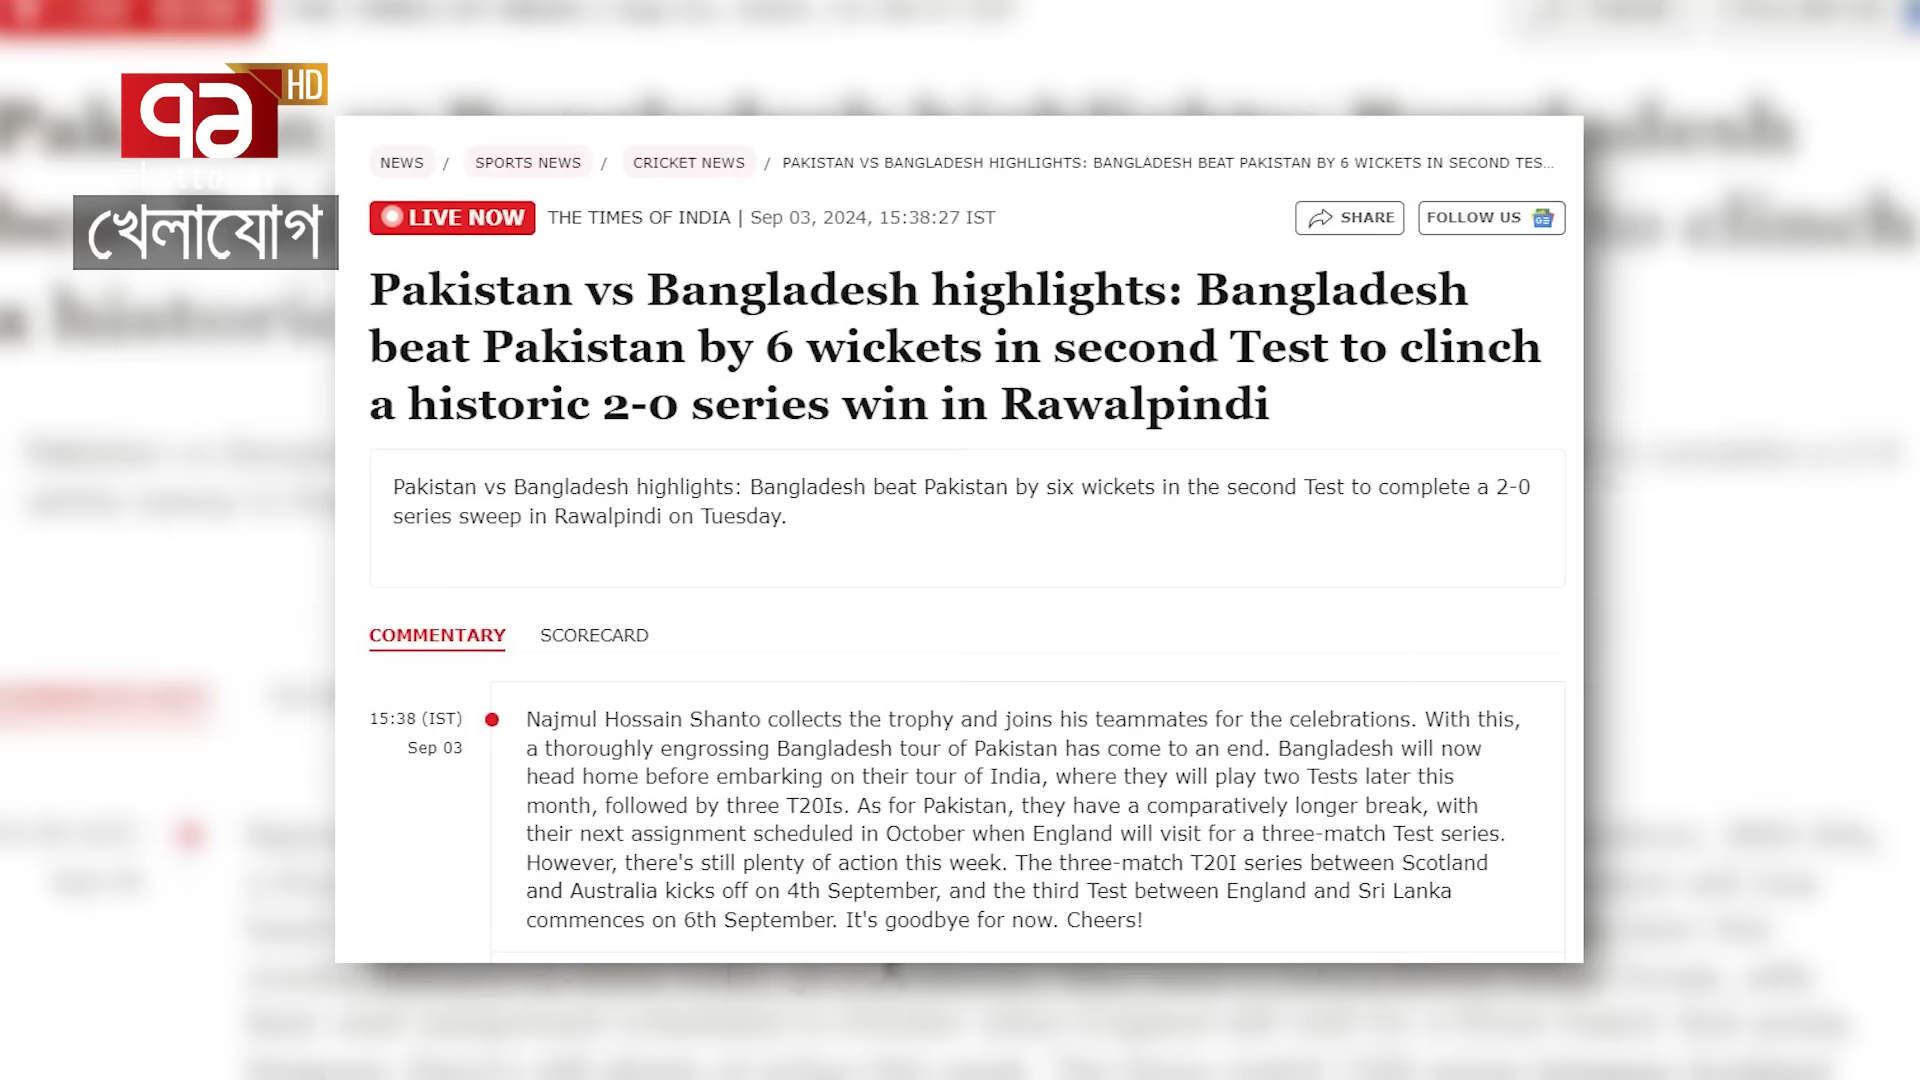 ৭১
HD
খেলাযোগ
NEWS / SPORTS NEWS / CRICKET NEWS / PAKISTAN VS BANGLADESH HIGHLIGHTS: BANGLADESH BEAT PAKISTAN BY 6 WICKETS IN SECOND TES...
LIVE NOW THE TIMES OF INDIA | Sep 03, 2024, 15:38:27 IST SHARE FOLLOW US
Pakistan vs Bangladesh highlights: Bangladesh
beat Pakistan by 6 wickets in second Test to clinch
a historic 2-0 series win in Rawalpindi
Pakistan vs Bangladesh highlights: Bangladesh beat Pakistan by six wickets in the second Test to complete a 2-0
series sweep in Rawalpindi on Tuesday.
COMMENTARY SCORECARD
15:38 (IST)
Sep 03
Najmul Hossain Shanto collects the trophy and joins his teammates for the celebrations. With this,
a thoroughly engrossing Bangladesh tour of Pakistan has come to an end. Bangladesh will now
head home before embarking on their tour of India, where they will play two Tests later this
month, followed by three T20Is. As for Pakistan, they have a comparatively longer break, with
their next assignment scheduled in October when England will visit for a three-match Test series.
However, there's still plenty of action this week. The three-match T20I series between Scotland
and Australia kicks off on 4th September, and the third Test between England and Sri Lanka
commences on 6th September. It's goodbye for now. Cheers!